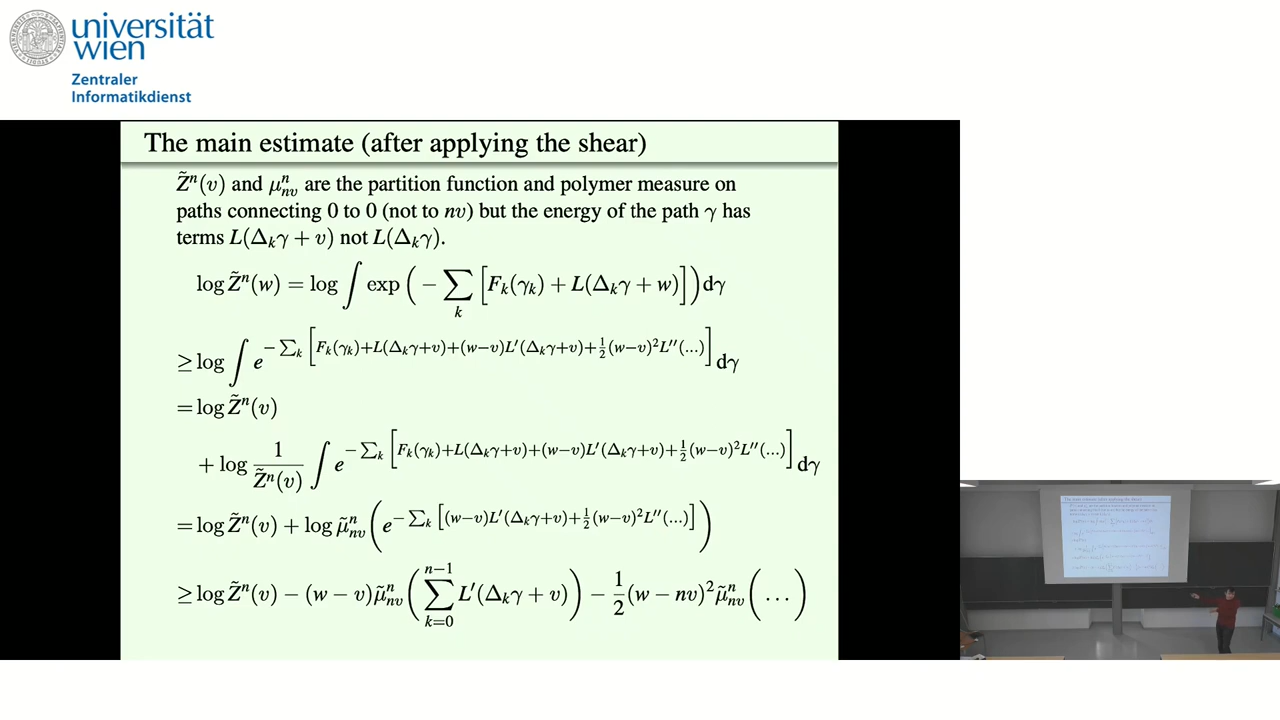 universität
wien
Zentraler
Informatikdienst
The main estimate (after applying the shear)
Z̃ⁿ(v) and μⁿₙᵥ are the partition function and polymer measure on
paths connecting 0 to 0 (not to nv) but the energy of the path γ has
terms L(Δₖγ + v) not L(Δₖγ).
log Z̃ⁿ(w) = log ∫ exp ( − ∑ₖ [Fₖ(γₖ) + L(Δₖγ + w)] ) dγ
≥ log ∫ e^{− ∑ₖ [Fₖ(γₖ)+L(Δₖγ+v)+(w−v)L′(Δₖγ+v)+½(w−v)²L″(...)]} dγ
= log Z̃ⁿ(v)
+ log 1/Z̃ⁿ(v) ∫ e^{− ∑ₖ [Fₖ(γₖ)+L(Δₖγ+v)+(w−v)L′(Δₖγ+v)+½(w−v)²L″(...)]} dγ
= log Z̃ⁿ(v) + log μ̃ⁿₙᵥ ( e^{− ∑ₖ [(w−v)L′(Δₖγ+v)+½(w−v)²L″(...)]} )
≥ log Z̃ⁿ(v) − (w − v)μ̃ⁿₙᵥ ( ∑_{k=0}^{n−1} L′(Δₖγ + v) ) − ½(w − nv)²μ̃ⁿₙᵥ ( ... )